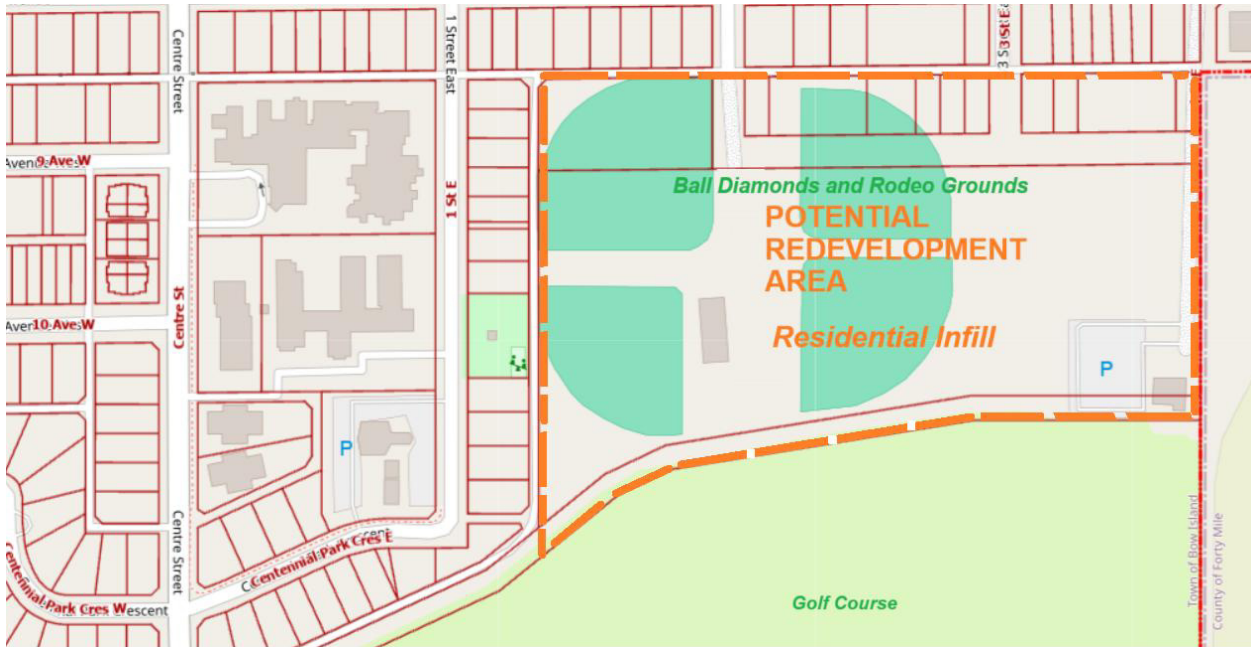 Centre Street
1 Street East
3 St E
9 Ave W
1 St E
Ball Diamonds and Rodeo Grounds
POTENTIAL
REDEVELOPMENT
AREA
Residential Infill
Centre St
10 Ave W
P
P
Centre Street
Centennial Park Cres E
Centennial Park Cres W
Crescent
Golf Course
Town of Bow Island
County of Forty Mile